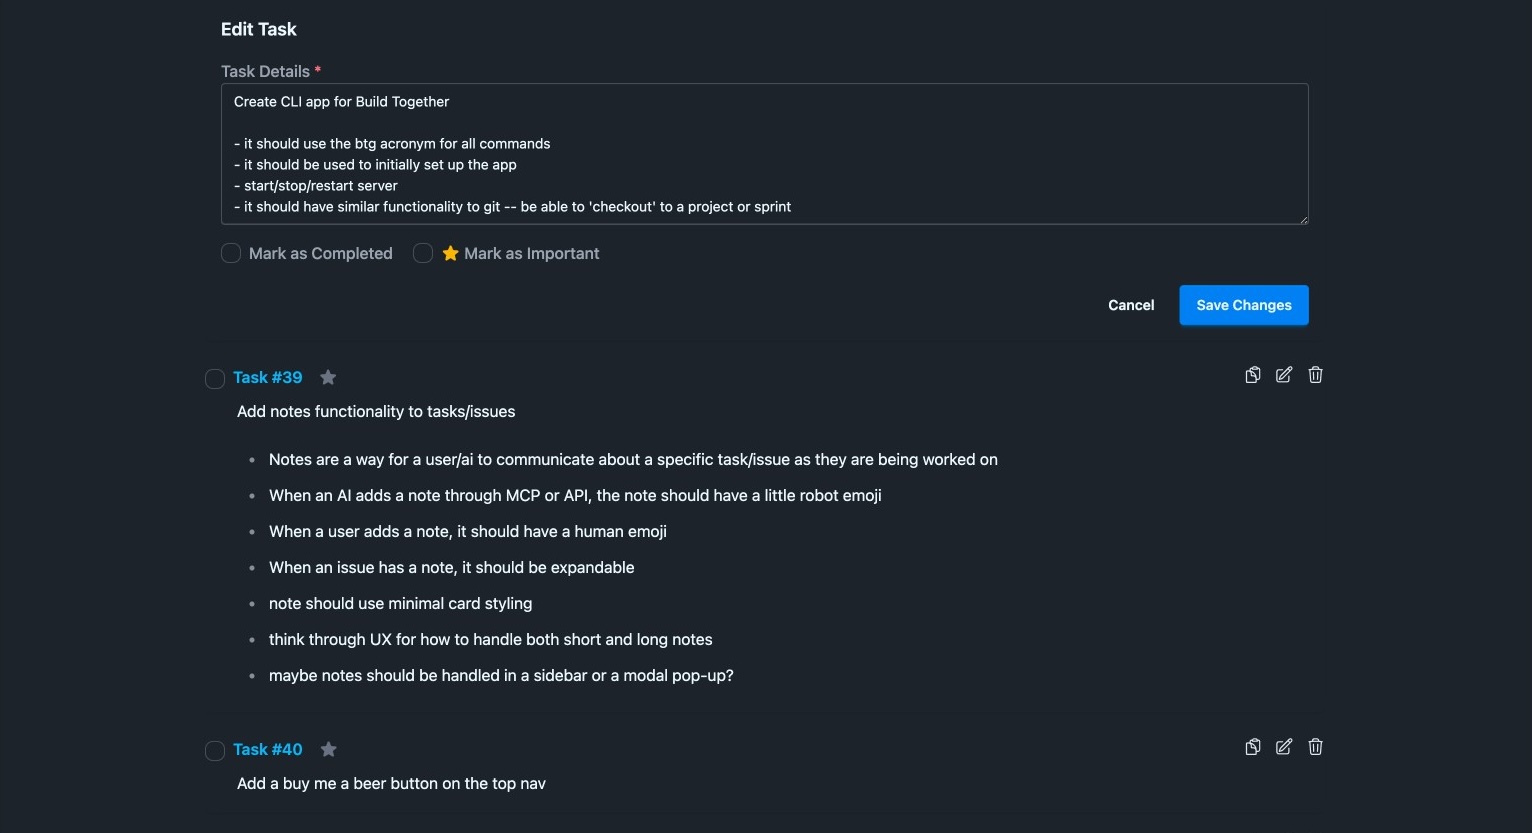 Edit Task
Task Details *
Create CLI app for Build Together
- it should use the btg acronym for all commands
- it should be used to initially set up the app
- start/stop/restart server
- it should have similar functionality to git -- be able to 'checkout' to a project or sprint
Mark as Completed ⭐ Mark as Important
Cancel Save Changes
Task #39
Add notes functionality to tasks/issues
• Notes are a way for a user/ai to communicate about a specific task/issue as they are being worked on
• When an AI adds a note through MCP or API, the note should have a little robot emoji
• When a user adds a note, it should have a human emoji
• When an issue has a note, it should be expandable
• note should use minimal card styling
• think through UX for how to handle both short and long notes
• maybe notes should be handled in a sidebar or a modal pop-up?
Task #40
Add a buy me a beer button on the top nav